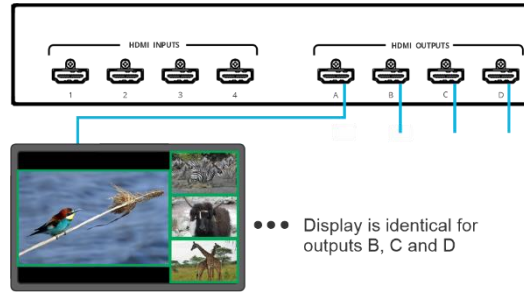 HDMI INPUTS
HDMI OUTPUTS
1 2 3 4 A B C D
Display is identical for
outputs B, C and D